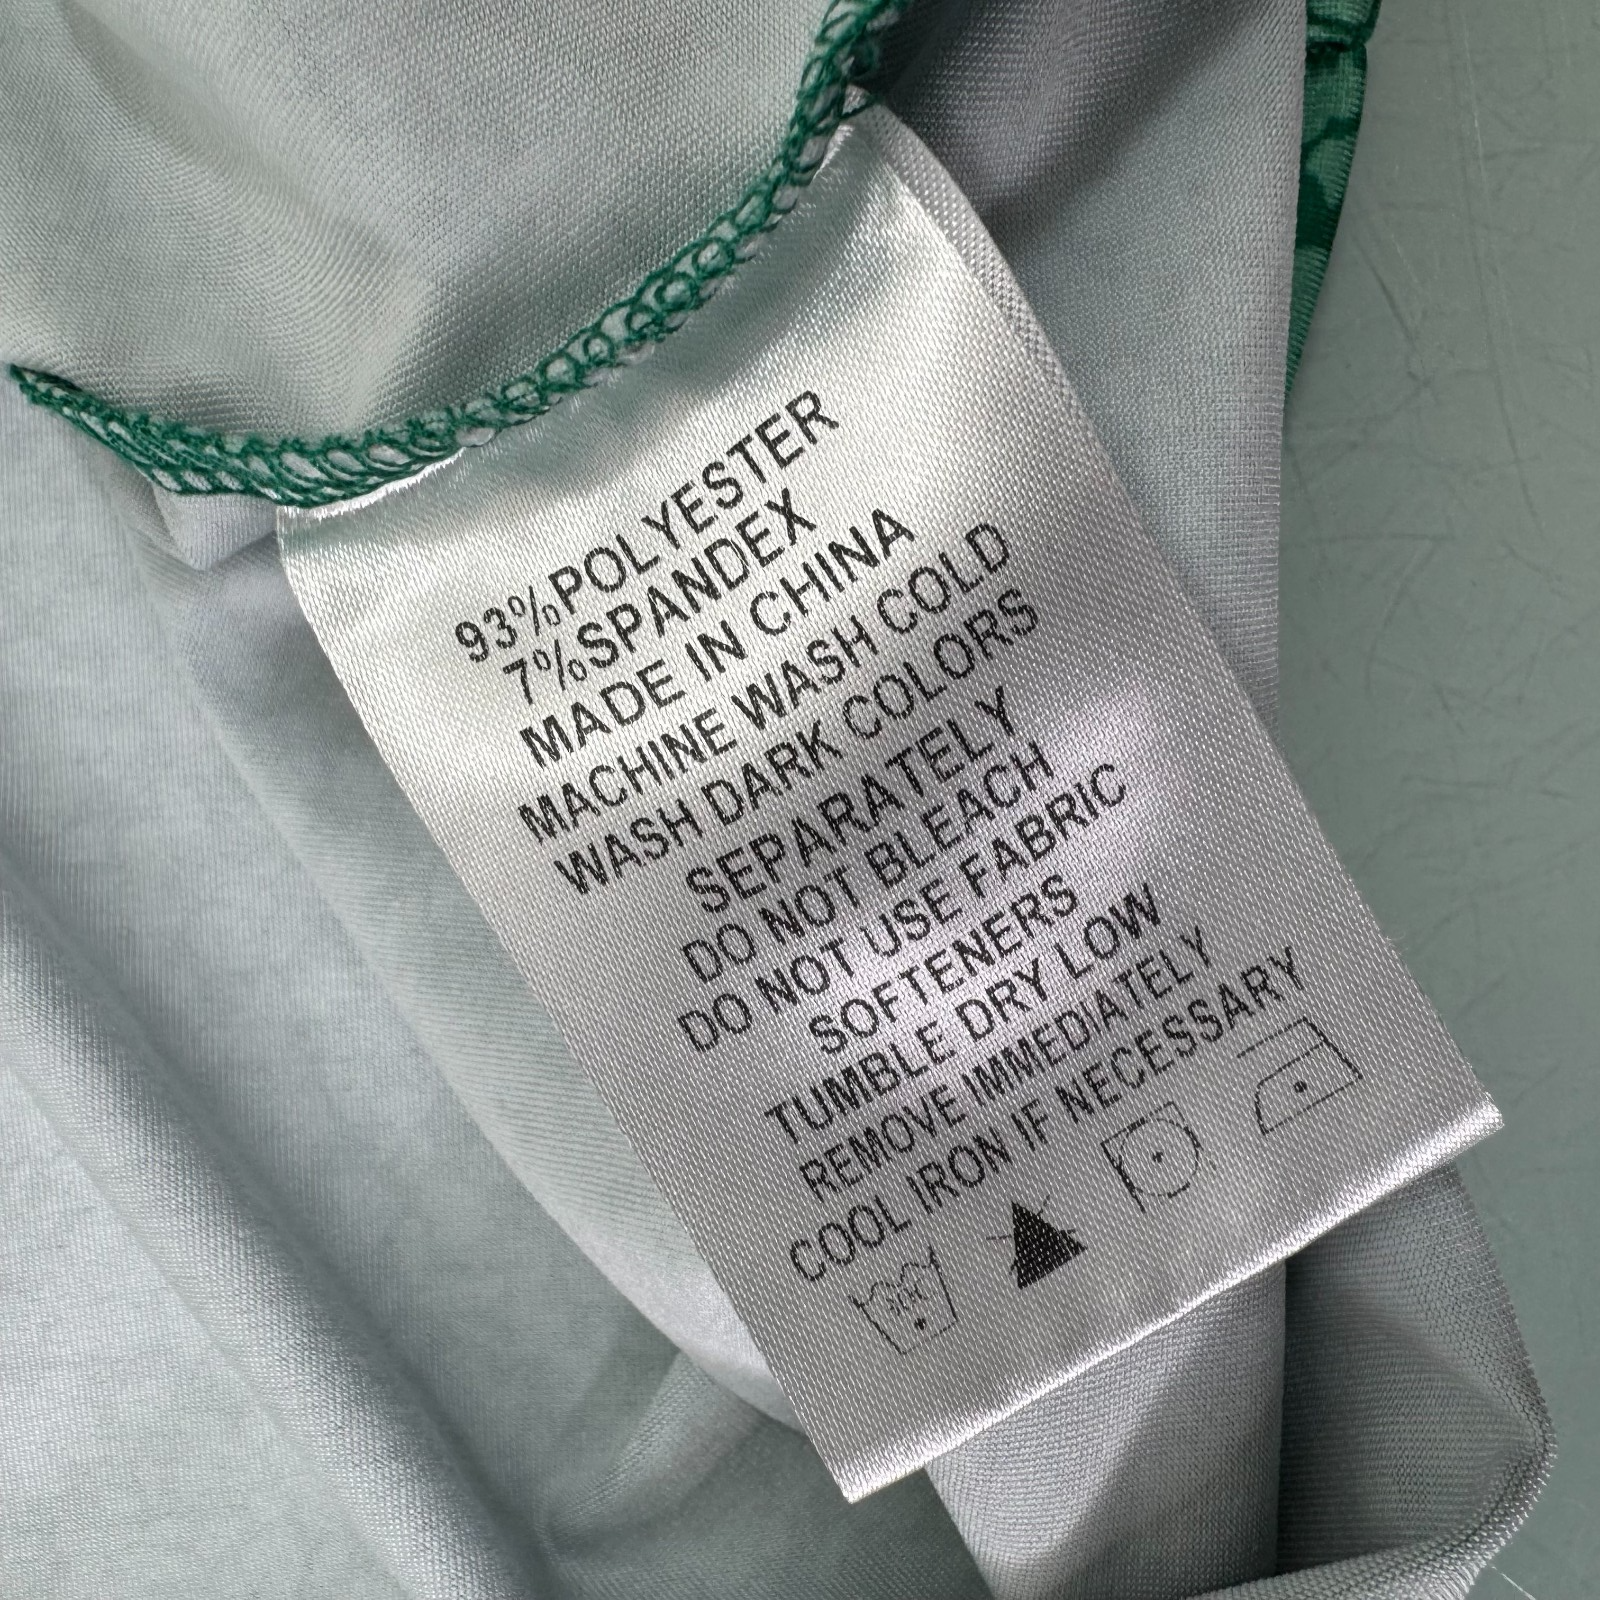 93%POLYESTER
7%SPANDEX
MADE IN CHINA
MACHINE WASH COLD
WASH DARK COLORS
SEPARATELY
DO NOT BLEACH
DO NOT USE FABRIC
SOFTENERS
TUMBLE DRY LOW
REMOVE IMMEDIATELY
COOL IRON IF NECESSARY